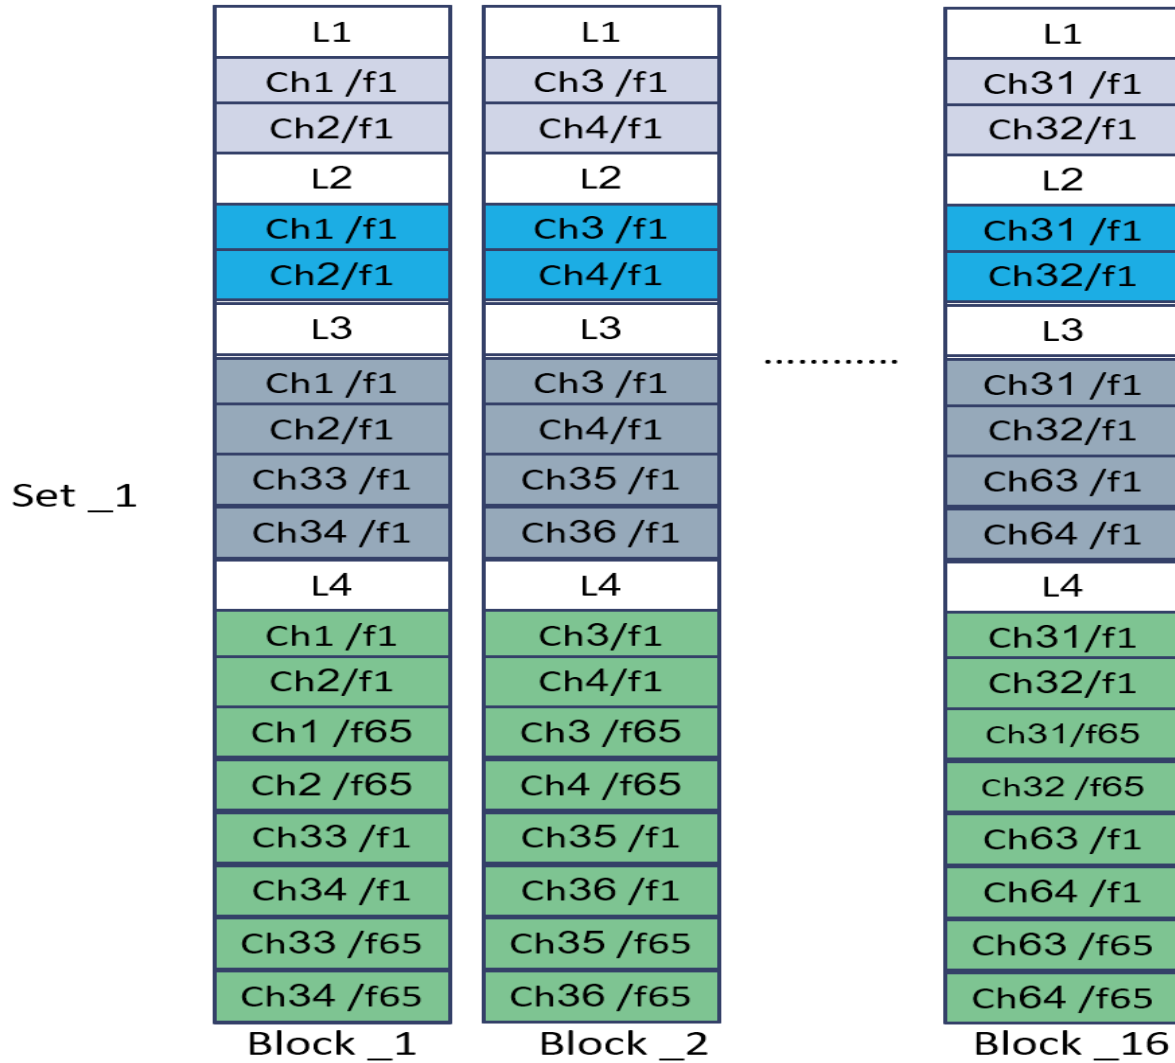 L1
Ch1 /f1
Ch2/f1
L2
Ch1 /f1
Ch2/f1
L3
Ch1 /f1
Ch2/f1
Ch33 /f1
Ch34 /f1
L4
Ch1 /f1
Ch2/f1
Ch1 /f65
Ch2 /f65
Ch33 /f1
Ch34 /f1
Ch33 /f65
Ch34 /f65
Block _1
L1
Ch3 /f1
Ch4/f1
L2
Ch3 /f1
Ch4/f1
L3
Ch3 /f1
Ch4/f1
Ch35 /f1
Ch36 /f1
L4
Ch3/f1
Ch4/f1
Ch3 /f65
Ch4 /f65
Ch35 /f1
Ch36 /f1
Ch35 /f65
Ch36 /f65
Block _2
............
L1
Ch31 /f1
Ch32/f1
L2
Ch31 /f1
Ch32/f1
L3
Ch31 /f1
Ch32/f1
Ch63 /f1
Ch64 /f1
L4
Ch31/f1
Ch32/f1
Ch31/f65
Ch32 /f65
Ch63 /f1
Ch64 /f1
Ch63 /f65
Ch64 /f65
Block _16
Set _1